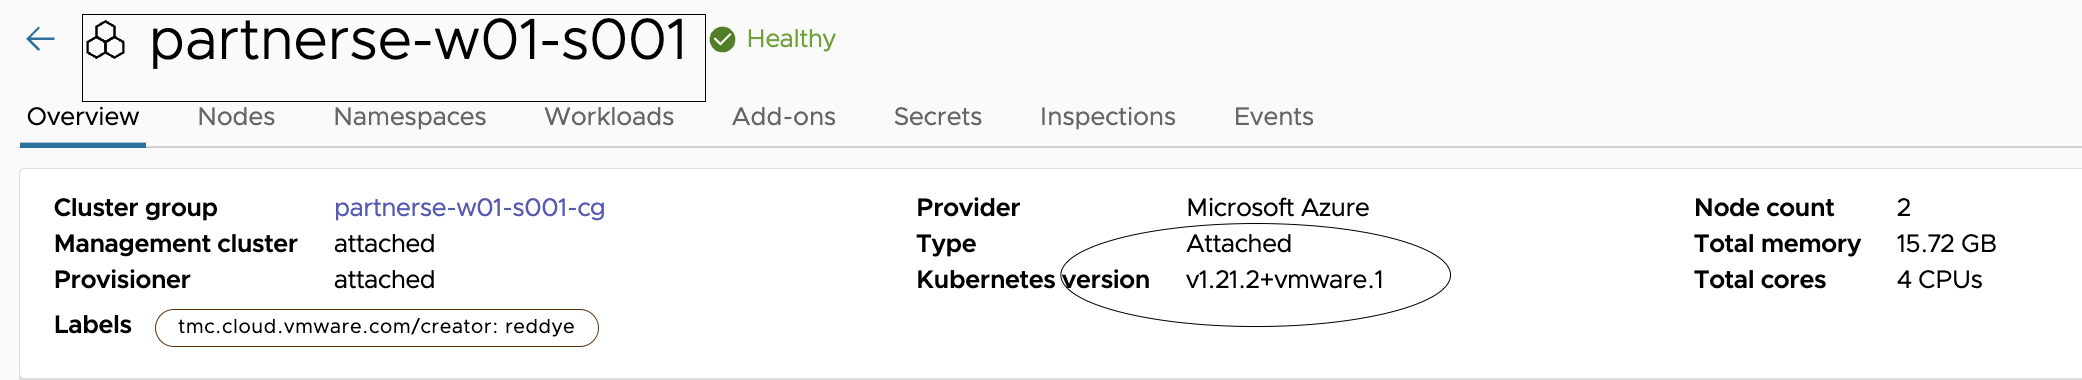 partnerse-w01-s001 Healthy
Overview Nodes Namespaces Workloads Add-ons Secrets Inspections Events
Cluster group partnerse-w01-s001-cg Provider Microsoft Azure Node count 2
Management cluster attached Type Attached Total memory 15.72 GB
Provisioner attached Kubernetes version v1.21.2+vmware.1 Total cores 4 CPUs
Labels tmc.cloud.vmware.com/creator: reddye